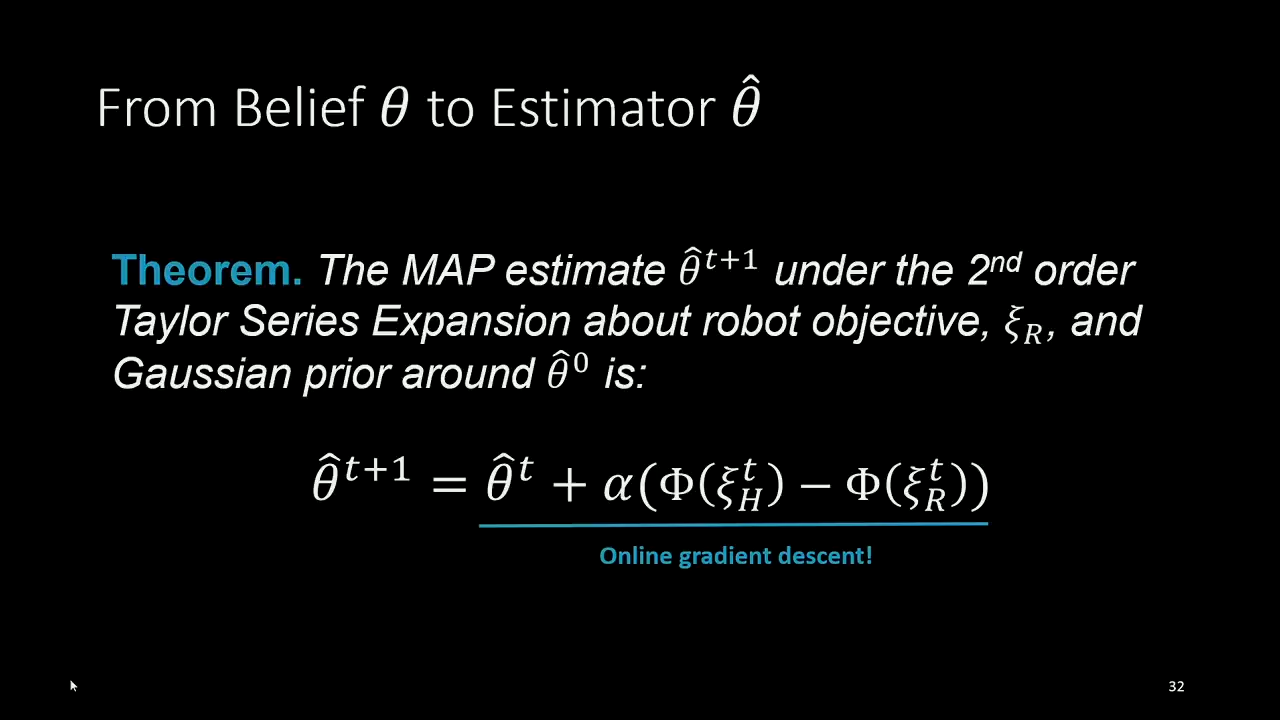 From Belief 𝜃 to Estimator 𝜃̂
Theorem. The MAP estimate 𝜃̂ᵗ⁺¹ under the 2ⁿᵈ order
Taylor Series Expansion about robot objective, 𝜉_R, and
Gaussian prior around 𝜃̂⁰ is:
𝜃̂ᵗ⁺¹ = 𝜃̂ᵗ + 𝛼(Φ(𝜉_H^t) − Φ(𝜉_R^t))
Online gradient descent!
32